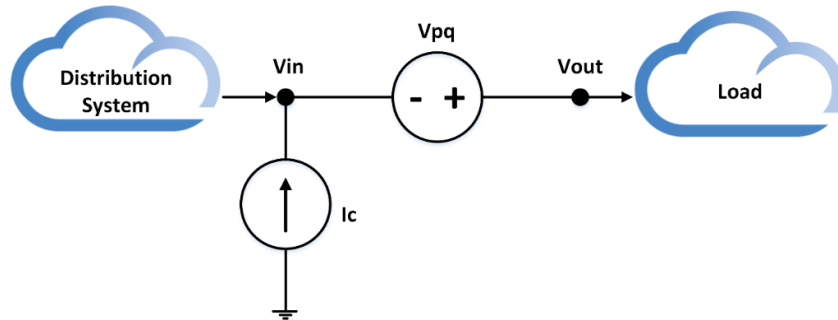 Vpq
Vin
Vout
Distribution
System
Load
- +
Ic